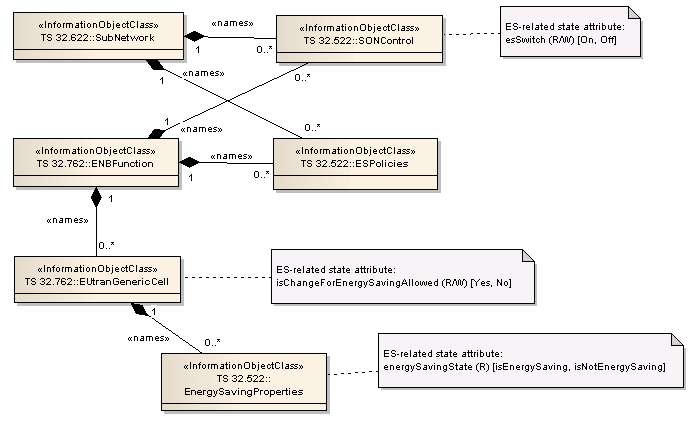 «InformationObjectClass»
TS 32.622::SubNetwork
«names»
1
0..*
«InformationObjectClass»
TS 32.522::SONControl
ES-related state attribute:
esSwitch (R/W) [On, Off]
1
«names»
0..*
1
«names»
0..*
«InformationObjectClass»
TS 32.762::ENBFunction
«names»
1
0..*
«InformationObjectClass»
TS 32.522::ESPolicies
1
«names»
0..*
«InformationObjectClass»
TS 32.762::EUtranGenericCell
ES-related state attribute:
isChangeForEnergySavingAllowed (R/W) [Yes, No]
1
«names»
0..*
«InformationObjectClass»
TS 32.522::
EnergySavingProperties
ES-related state attribute:
energySavingState (R) [isEnergySaving, isNotEnergySaving]